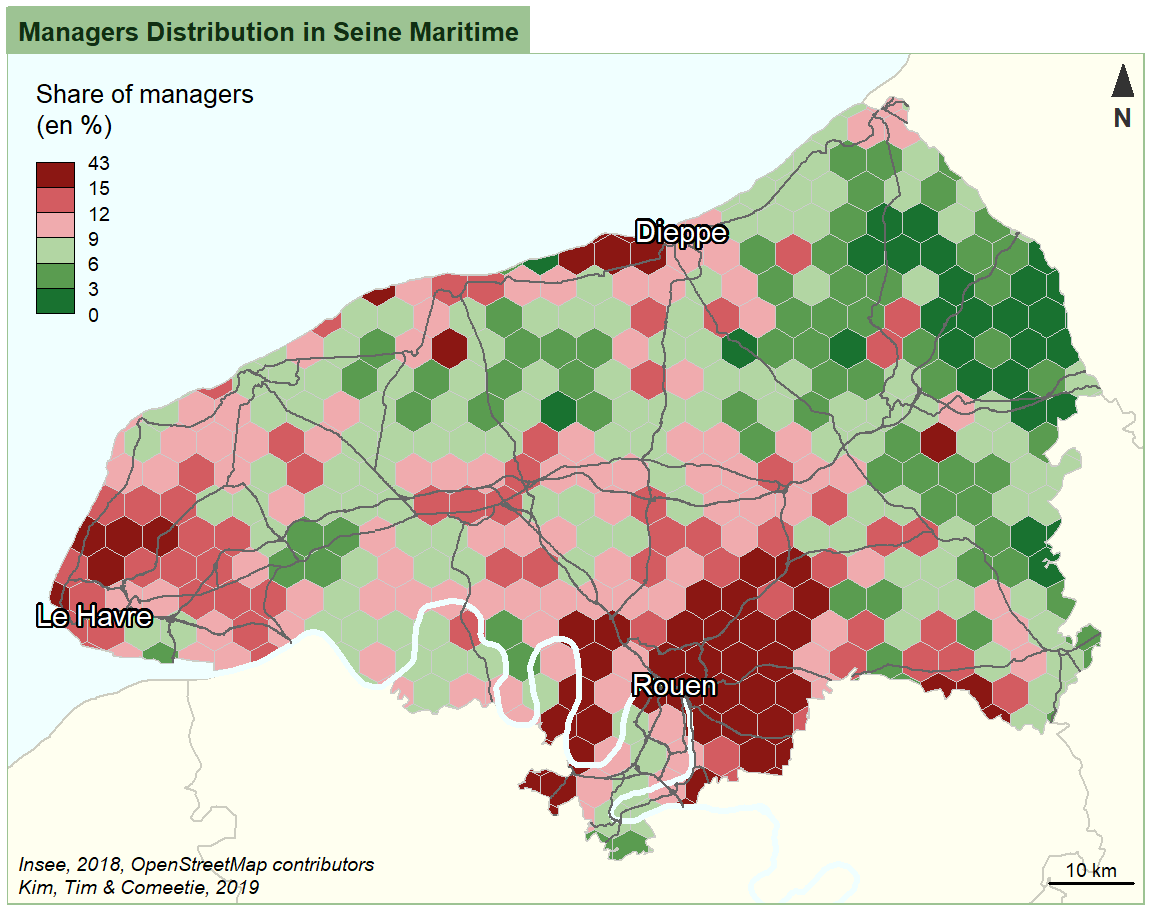 Managers Distribution in Seine Maritime
Share of managers
(en %)
43
15
12
9
6
3
0
N
Dieppe
Le Havre
Rouen
Insee, 2018, OpenStreetMap contributors
Kim, Tim & Comeetie, 2019
10 km